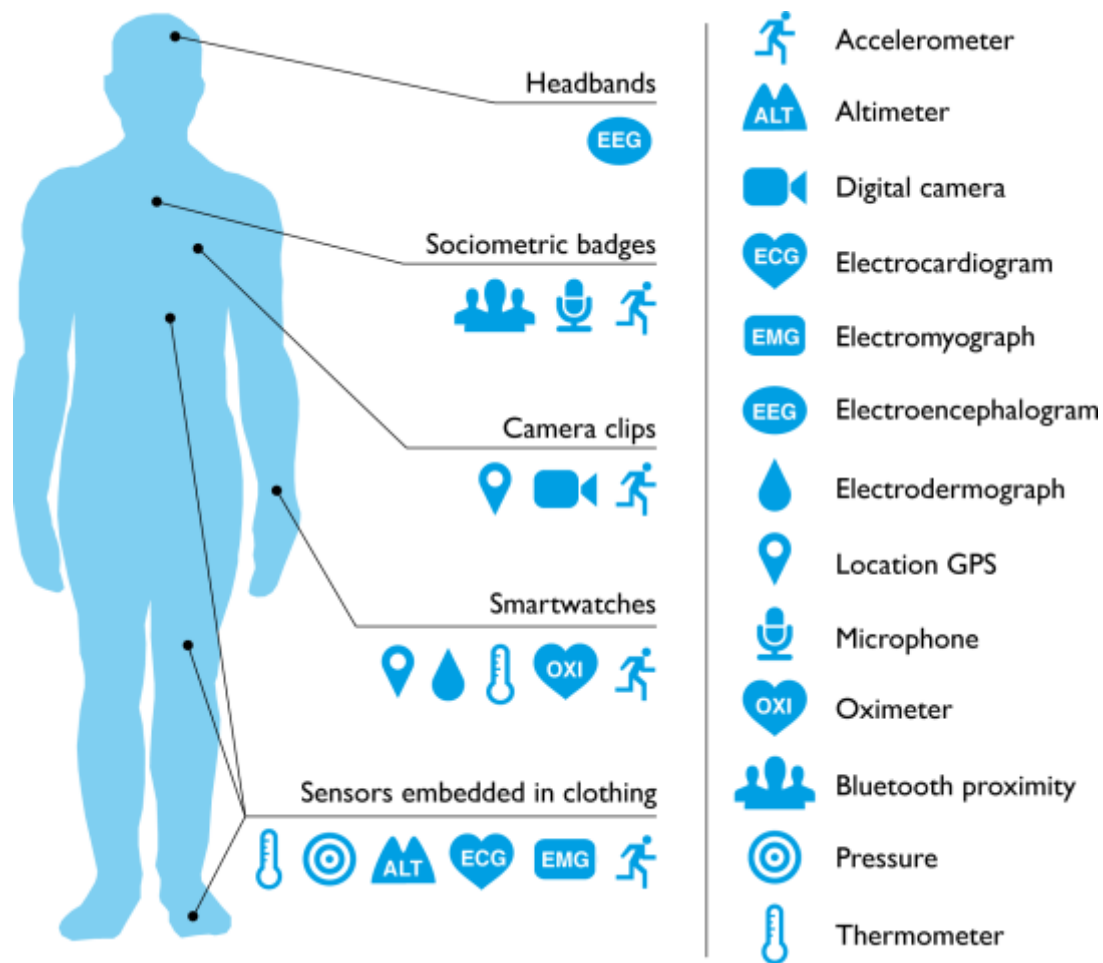 Headbands
EEG
Sociometric badges
Camera clips
Smartwatches
OXI
Sensors embedded in clothing
ALT
ECG
EMG
Accelerometer
ALT
Altimeter
Digital camera
ECG
Electrocardiogram
EMG
Electromyograph
EEG
Electroencephalogram
Electrodermograph
Location GPS
Microphone
OXI
Oximeter
Bluetooth proximity
Pressure
Thermometer